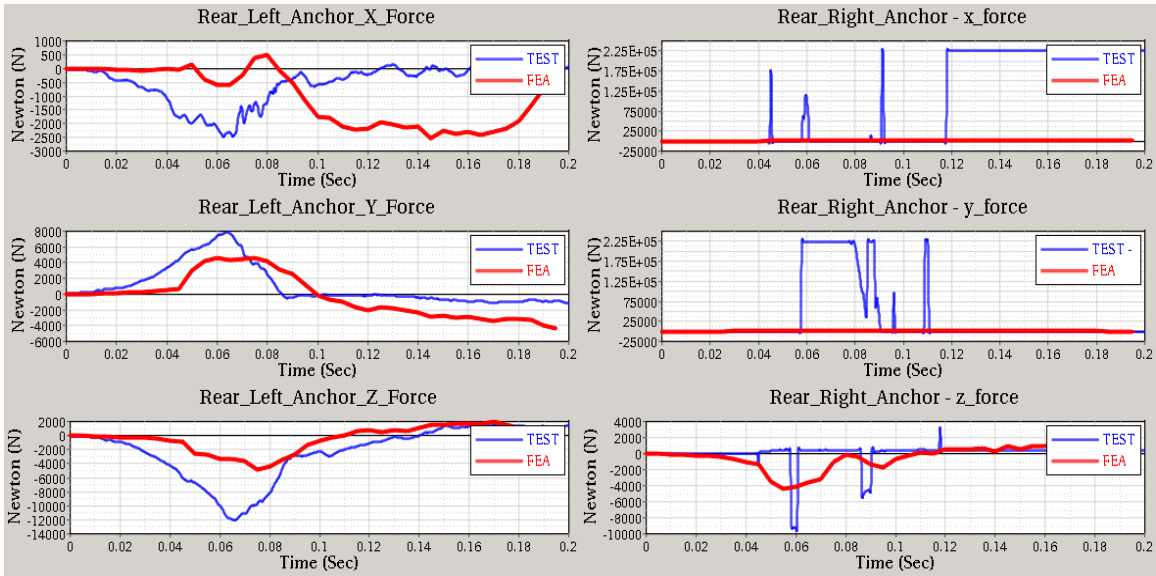 Rear_Left_Anchor_X_Force
Newton (N)
1000
500
0
-500
-1000
-1500
-2000
-2500
-3000
0 0.02 0.04 0.06 0.08 0.1 0.12 0.14 0.16 0.18 0.2
Time (Sec)
TEST
FEA
Rear_Right_Anchor - x_force
Newton (N)
2.25E+05
1.75E+05
1.25E+05
75000
25000
-25000
0 0.02 0.04 0.06 0.08 0.1 0.12 0.14 0.16 0.18 0.2
Time (Sec)
TEST
FEA
Rear_Left_Anchor_Y_Force
Newton (N)
8000
6000
4000
2000
0
-2000
-4000
-6000
0 0.02 0.04 0.06 0.08 0.1 0.12 0.14 0.16 0.18 0.2
Time (Sec)
TEST
FEA
Rear_Right_Anchor - y_force
Newton (N)
2.25E+05
1.75E+05
1.25E+05
75000
25000
-25000
0 0.02 0.04 0.06 0.08 0.1 0.12 0.14 0.16 0.18 0.2
Time (Sec)
TEST -
FEA
Rear_Left_Anchor_Z_Force
Newton (N)
2000
0
-2000
-4000
-6000
-8000
-10000
-12000
-14000
0 0.02 0.04 0.06 0.08 0.1 0.12 0.14 0.16 0.18 0.2
Time (Sec)
TEST
FEA
Rear_Right_Anchor - z_force
Newton (N)
4000
2000
0
-2000
-4000
-6000
-8000
-10000
0 0.02 0.04 0.06 0.08 0.1 0.12 0.14 0.16 0.18 0.2
Time (Sec)
TEST
FEA